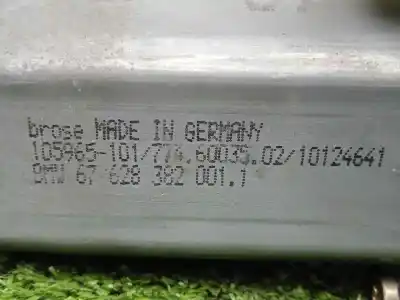 brose MADE IN GERMANY
105965-101/774.60035.02/10124641
BMW 67 628 382 001.1